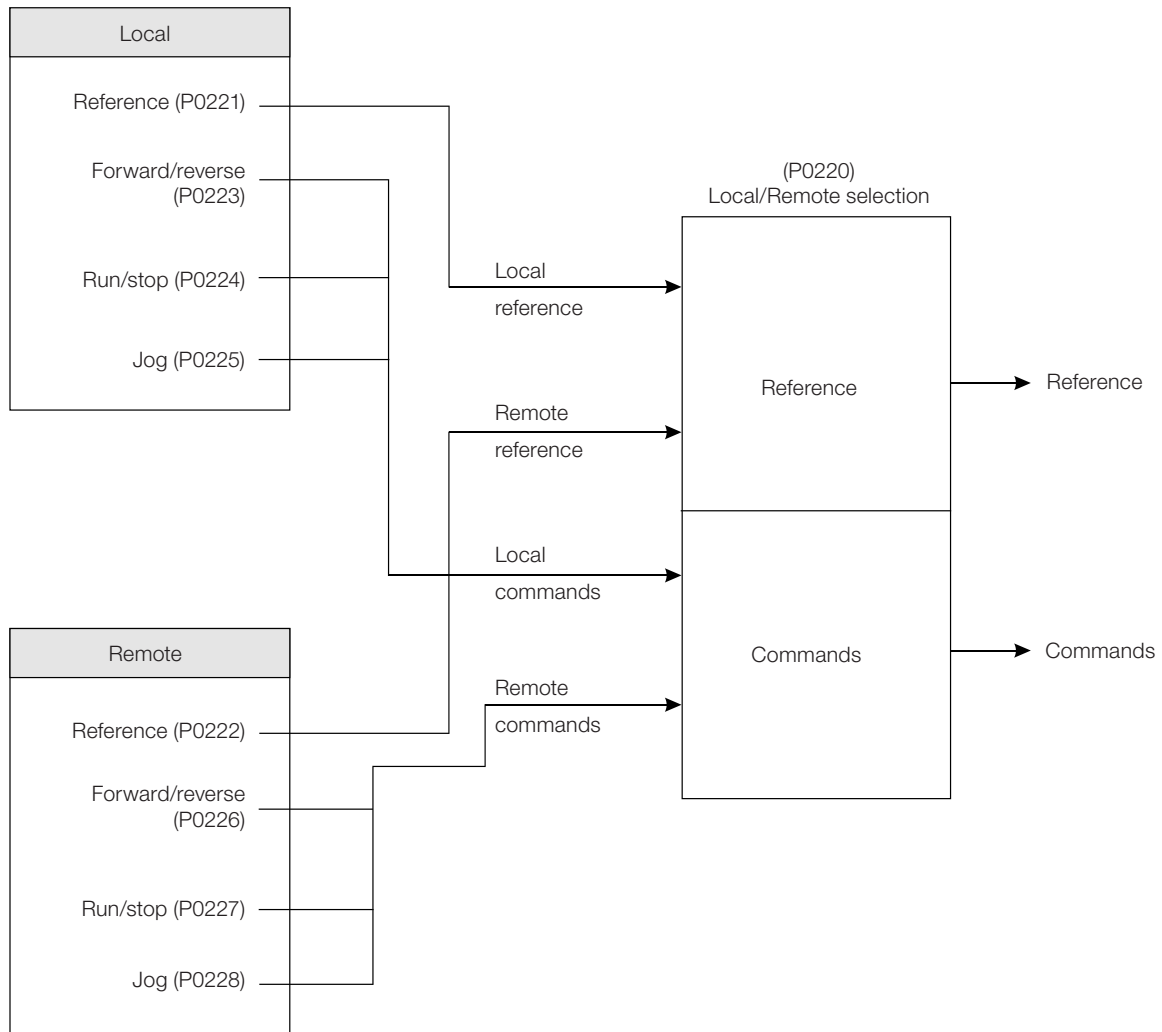 Local
Reference (P0221)
Forward/reverse
(P0223)
Run/stop (P0224)
Jog (P0225)
Remote
Reference (P0222)
Forward/reverse
(P0226)
Run/stop (P0227)
Jog (P0228)
Local
reference
Remote
reference
Local
commands
Remote
commands
(P0220)
Local/Remote selection
Reference
Commands
Reference
Commands